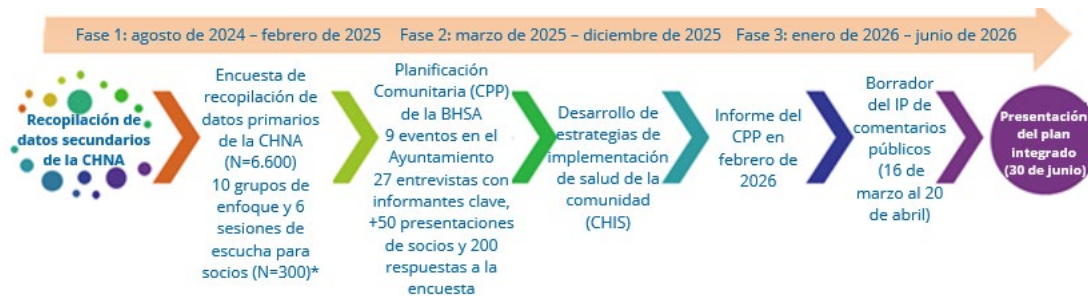 Fase 1: agosto de 2024 – febrero de 2025
Fase 2: marzo de 2025 – diciembre de 2025
Fase 3: enero de 2026 – junio de 2026
Recopilación de
datos secundarios
de la CHNA
Encuesta de
recopilación de
datos primarios
de la CHNA
(N=6.600)
10 grupos de
enfoque y 6
sesiones de
escucha para
socios (N=300)*
Planificación
Comunitaria (CPP)
de la BHSA
9 eventos en el
Ayuntamiento
27 entrevistas con
informantes clave,
+50 presentaciones
de socios y 200
respuestas a la
encuesta
Desarrollo de
estrategias de
implementación
de salud de la
comunidad
(CHIS)
Informe del
CPP en
febrero de
2026
Borrador
del IP de
comentarios
públicos
(16 de
marzo al 20
de abril)
Presentación
del plan
integrado
(30 de junio)